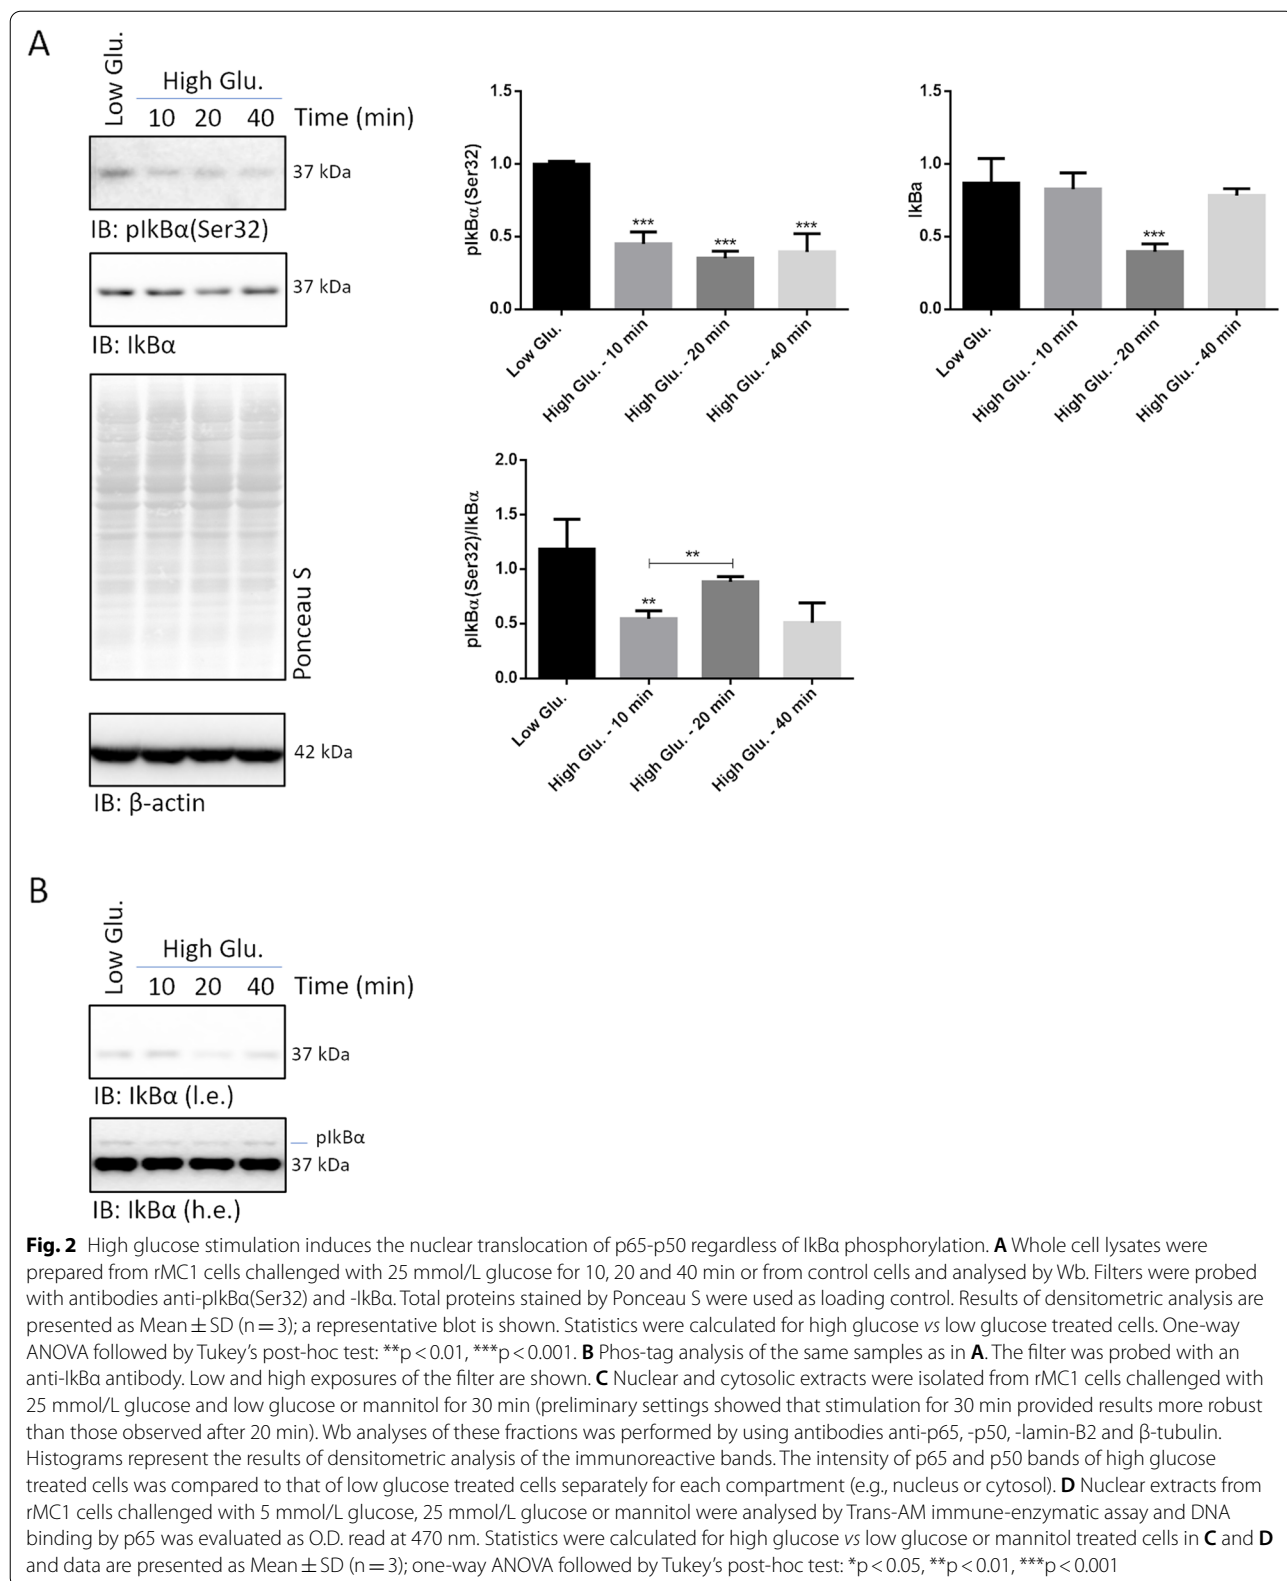 A
Low Glu.
High Glu.
10 20 40 Time (min)
37 kDa
IB: pIkBα(Ser32)
37 kDa
IB: IkBα
Ponceau S
42 kDa
IB: β-actin
pIkBα(Ser32)
1.5
1.0
0.5
0.0
*** *** ***
Low Glu.
High Glu. - 10 min
High Glu. - 20 min
High Glu. - 40 min
IkBa
1.5
1.0
0.5
0.0
***
Low Glu.
High Glu. - 10 min
High Glu. - 20 min
High Glu. - 40 min
pIkBα(Ser32)/IkBα
2.0
1.5
1.0
0.5
0.0
**
**
Low Glu.
High Glu. - 10 min
High Glu. - 20 min
High Glu. - 40 min
B
Low Glu.
High Glu.
10 20 40 Time (min)
37 kDa
IB: IkBα (l.e.)
pIkBα
37 kDa
IB: IkBα (h.e.)
Fig. 2 High glucose stimulation induces the nuclear translocation of p65-p50 regardless of IkBα phosphorylation. A Whole cell lysates were
prepared from rMC1 cells challenged with 25 mmol/L glucose for 10, 20 and 40 min or from control cells and analysed by Wb. Filters were probed
with antibodies anti-pIkBα(Ser32) and -IkBα. Total proteins stained by Ponceau S were used as loading control. Results of densitometric analysis are
presented as Mean ± SD (n = 3); a representative blot is shown. Statistics were calculated for high glucose vs low glucose treated cells. One-way
ANOVA followed by Tukey's post-hoc test: **p < 0.01, ***p < 0.001. B Phos-tag analysis of the same samples as in A. The filter was probed with an
anti-IkBα antibody. Low and high exposures of the filter are shown. C Nuclear and cytosolic extracts were isolated from rMC1 cells challenged with
25 mmol/L glucose and low glucose or mannitol for 30 min (preliminary settings showed that stimulation for 30 min provided results more robust
than those observed after 20 min). Wb analyses of these fractions was performed by using antibodies anti-p65, -p50, -lamin-B2 and β-tubulin.
Histograms represent the results of densitometric analysis of the immunoreactive bands. The intensity of p65 and p50 bands of high glucose
treated cells was compared to that of low glucose treated cells separately for each compartment (e.g., nucleus or cytosol). D Nuclear extracts from
rMC1 cells challenged with 5 mmol/L glucose, 25 mmol/L glucose or mannitol were analysed by Trans-AM immune-enzymatic assay and DNA
binding by p65 was evaluated as O.D. read at 470 nm. Statistics were calculated for high glucose vs low glucose or mannitol treated cells in C and D
and data are presented as Mean ± SD (n = 3); one-way ANOVA followed by Tukey's post-hoc test: *p < 0.05, **p < 0.01, ***p < 0.001